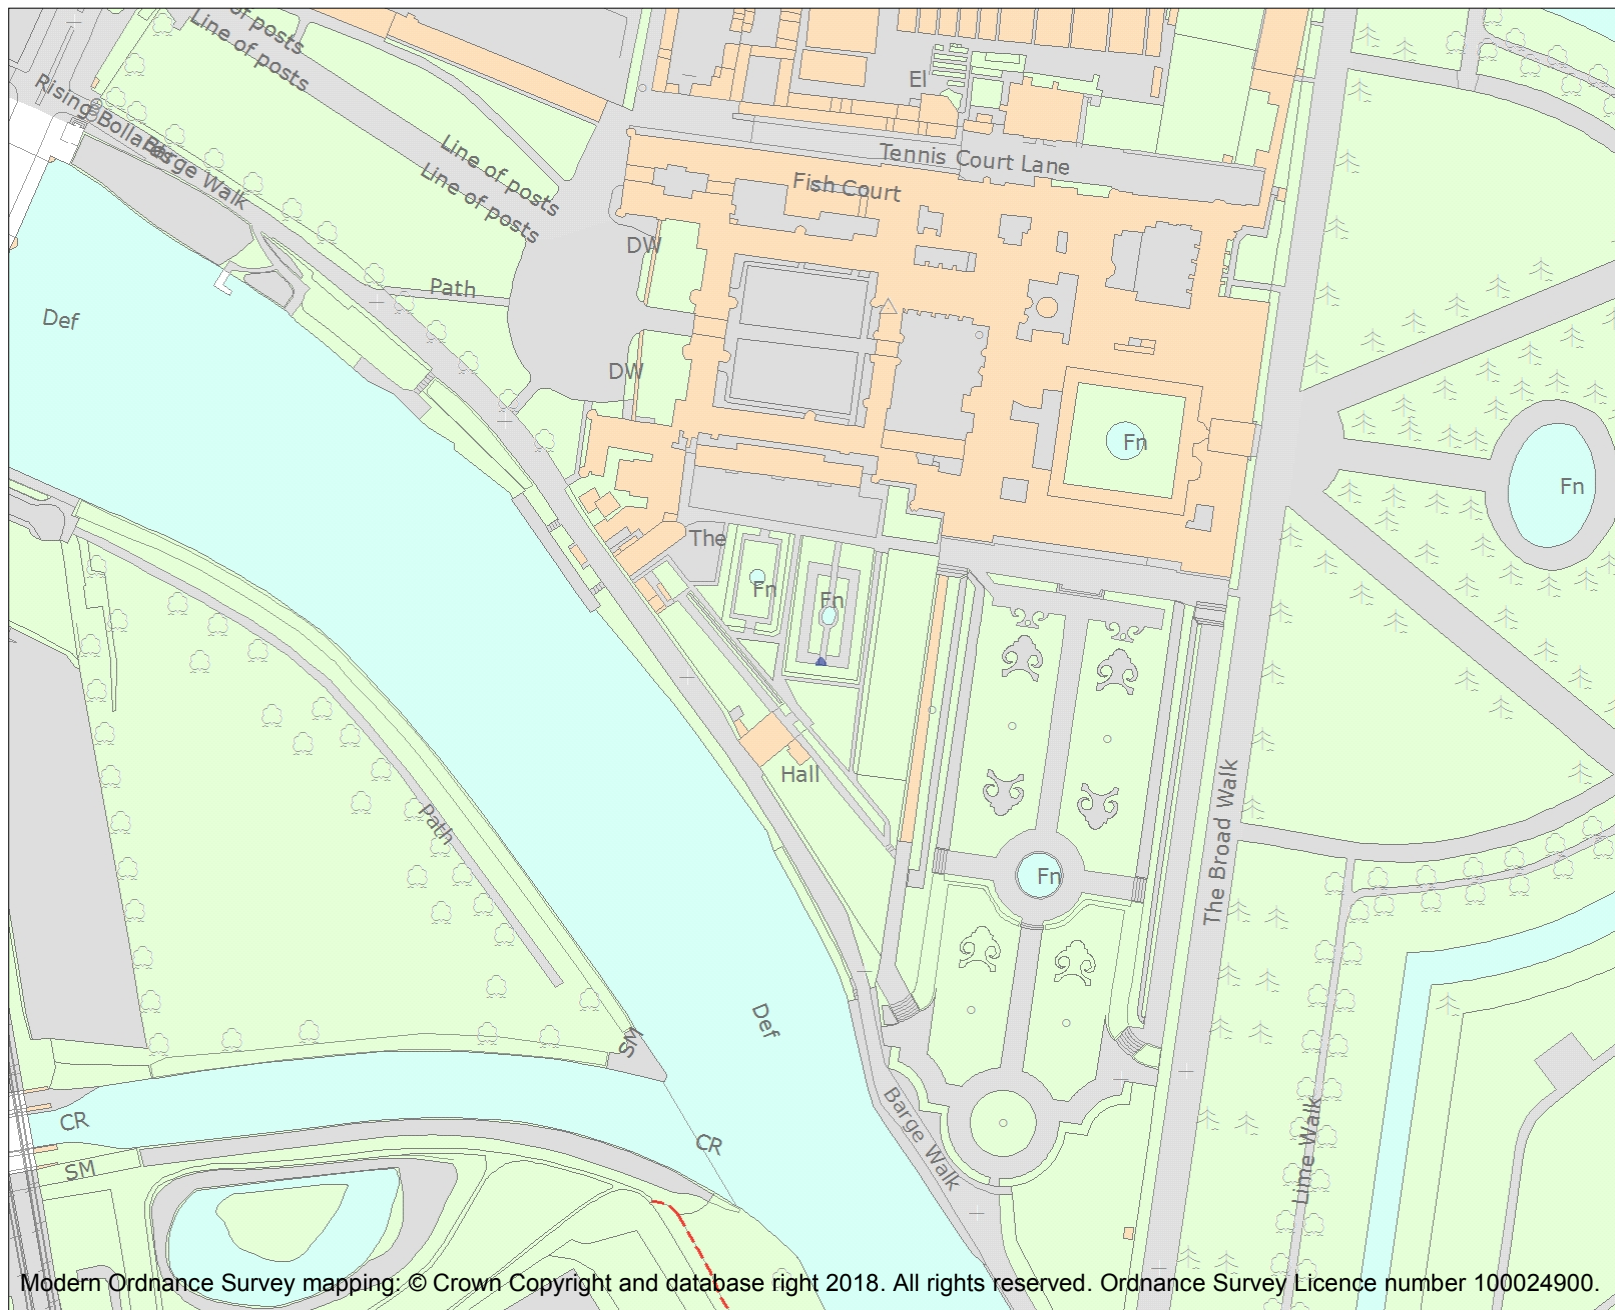 of posts
Line of posts
Rising Bollards
Barge Walk
Line of posts
Line of posts
El
Tennis Court Lane
Fish Court
DW
Path
Def
DW
Fn
Fn
The
Fn
Fn
Hall
Path
The Broad Walk
Fn
Def
SM
CR
CR
SM
Barge Walk
Lime Walk
Modern Ordnance Survey mapping: © Crown Copyright and database right 2018. All rights reserved. Ordnance Survey Licence number 100024900.